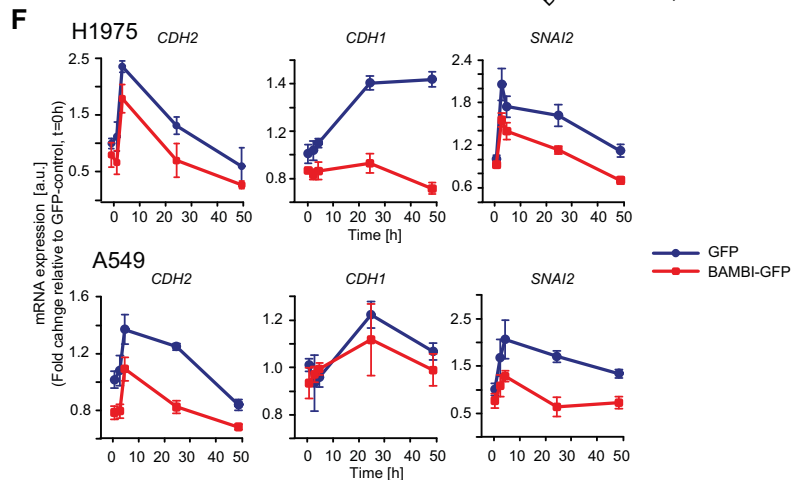 F
H1975
CDH2
CDH1
SNAI2
2.5
1.5
0.5
1.4
1.2
0.8
2.4
1.8
1.2
0.6
0 10 20 30 40 50
0 10 20 30 40 50
0 10 20 30 40 50
Time [h]
mRNA expression [a.u.]
(Fold cahnge relative to GFP-control, t=0h)
GFP
BAMBI-GFP
A549
CDH2
CDH1
SNAI2
1.6
1.2
0.8
1.2
1.0
0.8
2.5
1.5
0.5
0 10 20 30 40 50
0 10 20 30 40 50
0 10 20 30 40 50
Time [h]